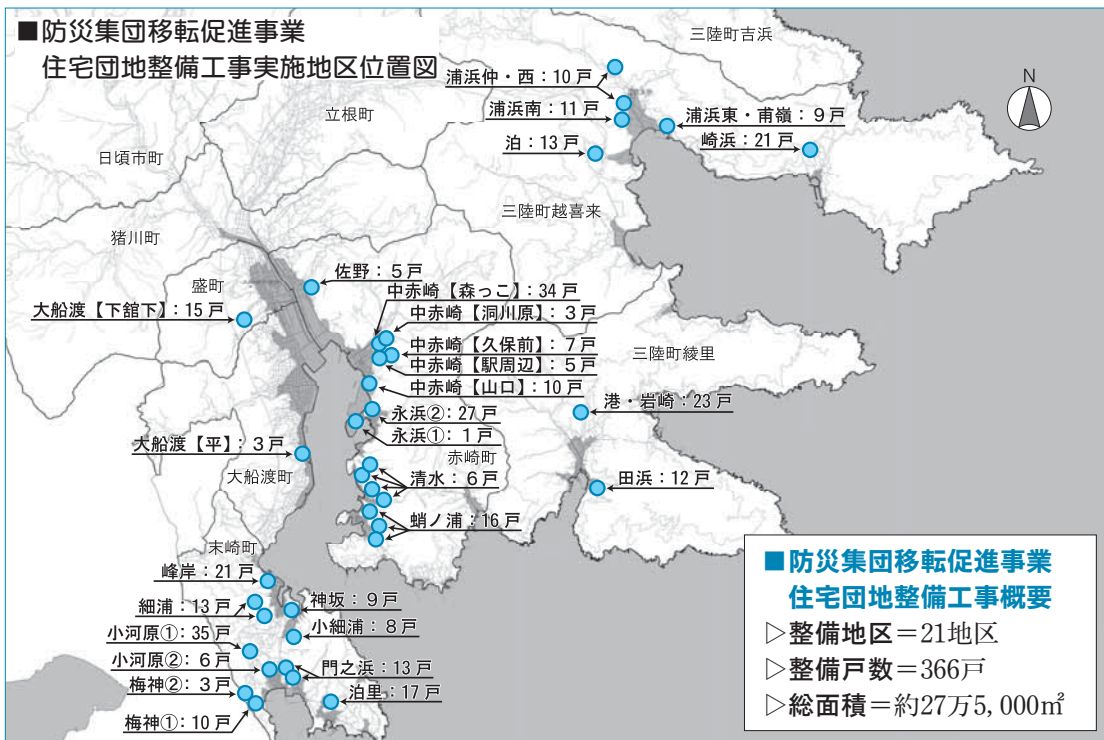 ■防災集団移転促進事業
住宅団地整備工事実施地区位置図
三陸町吉浜
浦浜仲・西：10戸
浦浜南：11戸
浦浜東・甫嶺：9戸
泊：13戸
崎浜：21戸
N
立根町
日頃市町
三陸町越喜来
猪川町
盛町
佐野：5戸
大船渡【下舘下】：15戸
中赤崎【森っこ】：34戸
中赤崎【洞川原】：3戸
中赤崎【久保前】：7戸
中赤崎【駅周辺】：5戸
中赤崎【山口】：10戸
三陸町綾里
永浜②：27戸
永浜①：1戸
港・岩崎：23戸
大船渡【平】：3戸
赤崎町
大船渡町
清水：6戸
田浜：12戸
蛸ノ浦：16戸
末崎町
峰岸：21戸
細浦：13戸
神坂：9戸
小河原①：35戸
小細浦：8戸
小河原②：6戸
門之浜：13戸
梅神②：3戸
泊里：17戸
梅神①：10戸
■防災集団移転促進事業
住宅団地整備工事概要
▷整備地区＝21地区
▷整備戸数＝366戸
▷総面積＝約27万5,000㎡